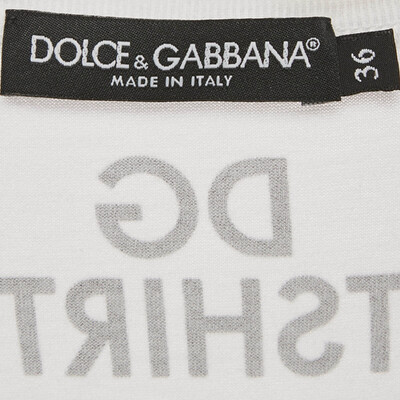 DOLCE & GABBANA®
MADE IN ITALY
36
DG
TSHIRT